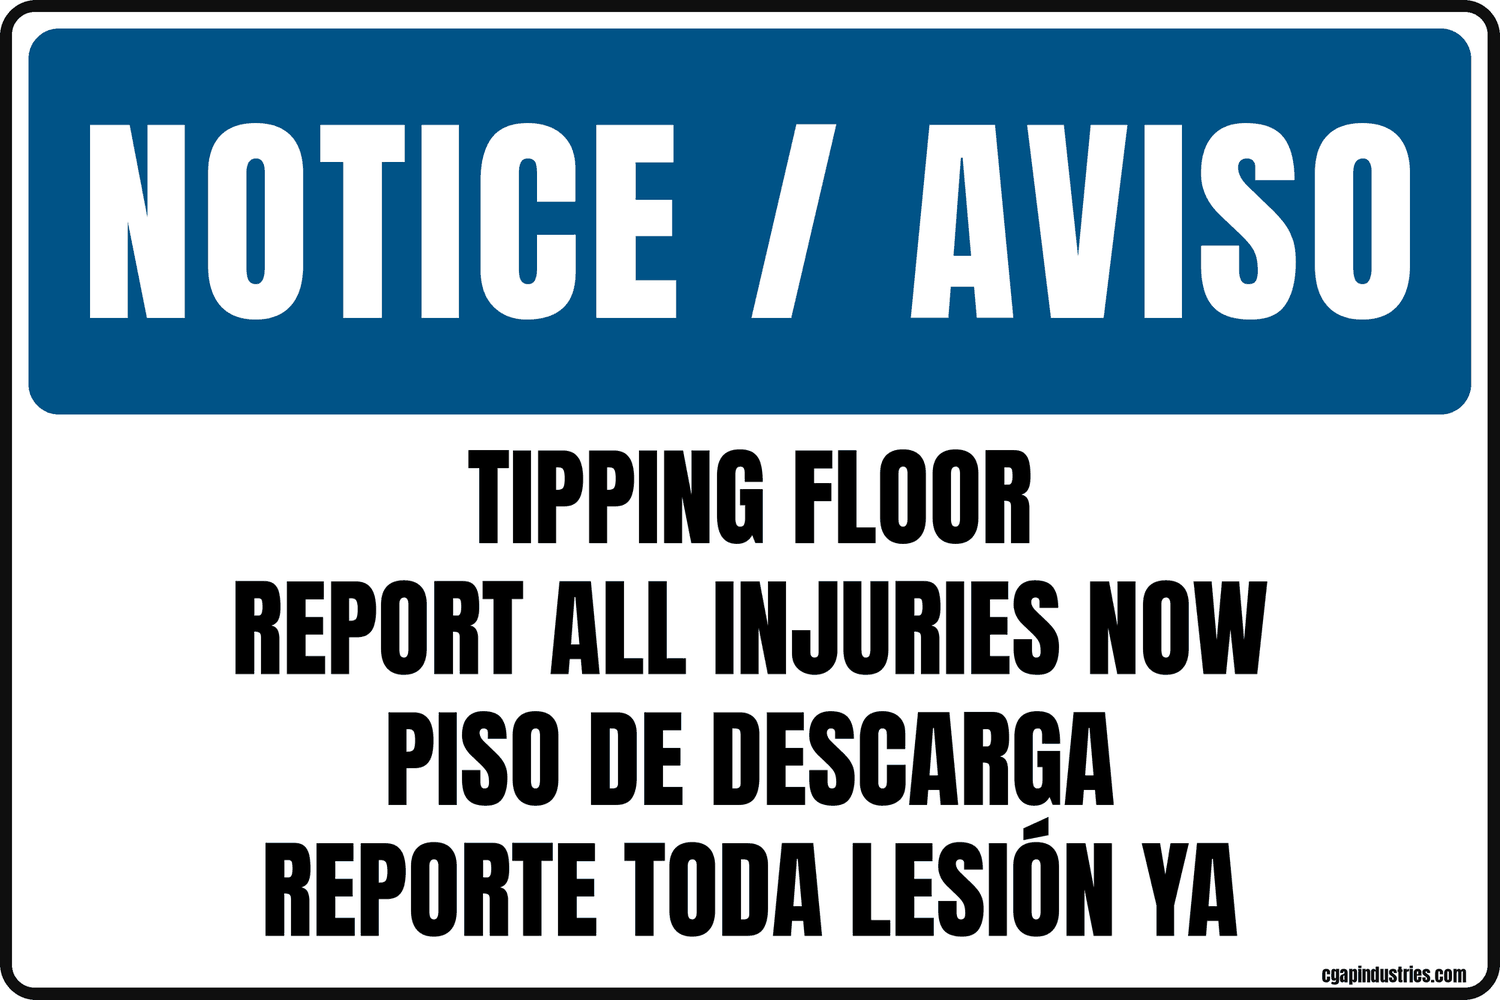 NOTICE / AVISO
TIPPING FLOOR
REPORT ALL INJURIES NOW
PISO DE DESCARGA
REPORTE TODA LESIÓN YA
cgapindustries.com